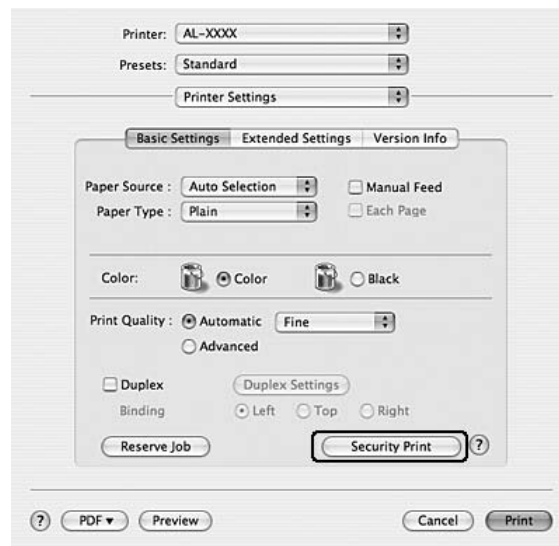 Printer: AL-XXXX
Presets: Standard
Printer Settings
Basic Settings Extended Settings Version Info
Paper Source : Auto Selection Manual Feed
Paper Type : Plain Each Page
Color: Color Black
Print Quality : Automatic Fine
Advanced
Duplex Duplex Settings
Binding Left Top Right
Reserve Job Security Print ?
? PDF ▼ Preview Cancel Print